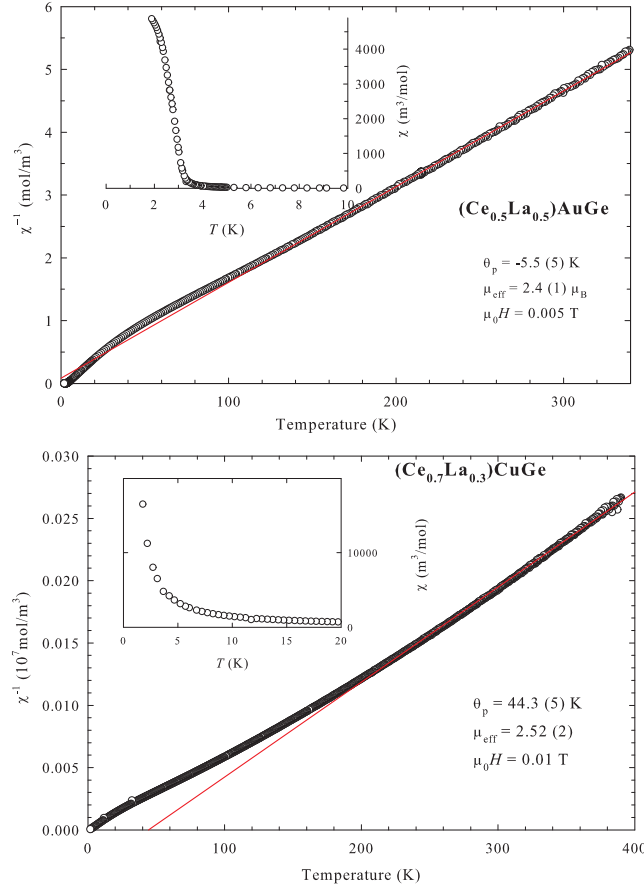 6
5
4
3
2
1
0
χ⁻¹ (mol/m³)
4000
3000
2000
1000
0
χ (m³/mol)
0 2 4 6 8 10
T (K)
(Ce₀.₅La₀.₅)AuGe
θₚ = -5.5 (5) K
μeff = 2.4 (1) μB
μ₀H = 0.005 T
0 100 200 300
Temperature (K)
0.030
0.025
0.020
0.015
0.010
0.005
0.000
χ⁻¹ (10⁷mol/m³)
(Ce₀.₇La₀.₃)CuGe
10000
0
χ (m³/mol)
0 5 10 15 20
T (K)
θₚ = 44.3 (5) K
μeff = 2.52 (2)
μ₀H = 0.01 T
0 100 200 300 400
Temperature (K)